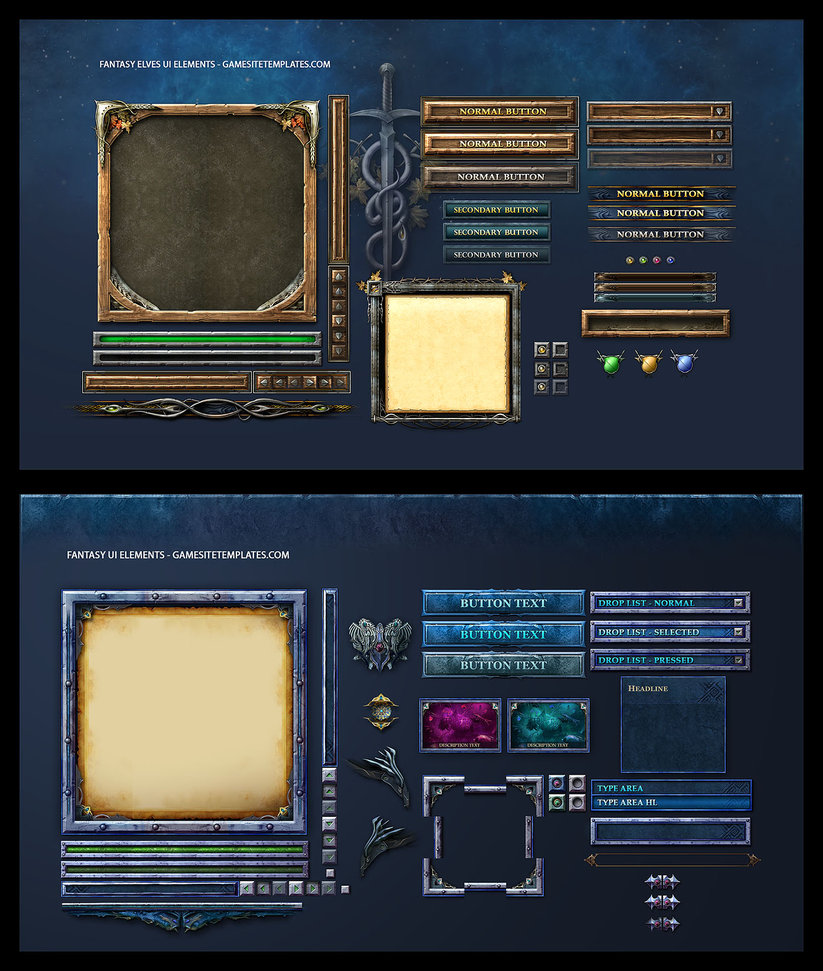 FANTASY ELVES UI ELEMENTS - GAMESITETEMPLATES.COM
NORMAL BUTTON
NORMAL BUTTON
NORMAL BUTTON
SECONDARY BUTTON
SECONDARY BUTTON
SECONDARY BUTTON
NORMAL BUTTON
NORMAL BUTTON
NORMAL BUTTON
FANTASY UI ELEMENTS - GAMESITETEMPLATES.COM
BUTTON TEXT
BUTTON TEXT
BUTTON TEXT
DROP LIST - NORMAL
DROP LIST - SELECTED
DROP LIST - PRESSED
HEADLINE
DESCRIPTION TEXT
DESCRIPTION TEXT
TYPE AREA
TYPE AREA HL